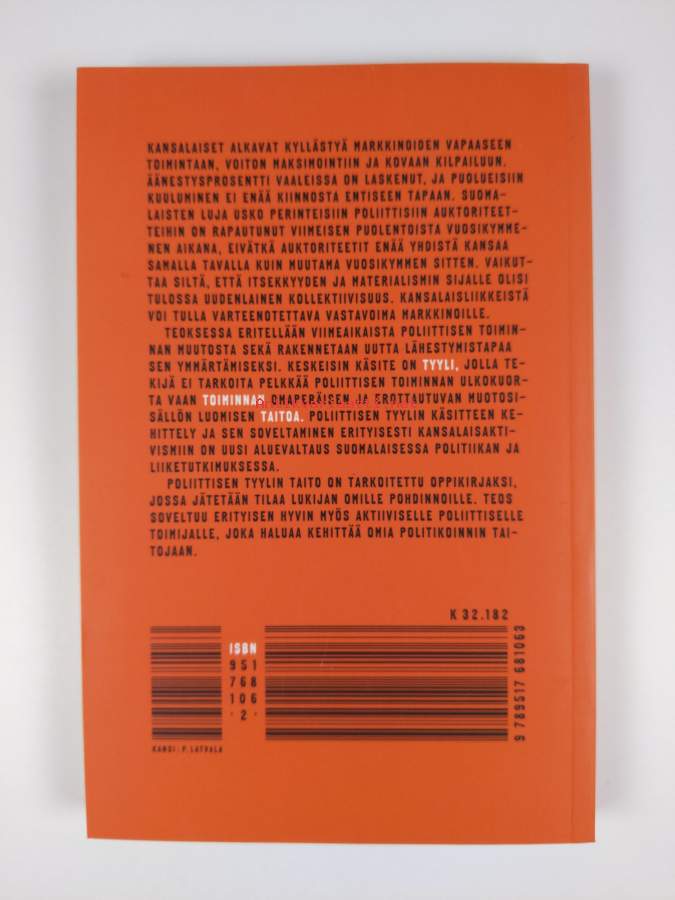 KANSALAISET ALKAVAT KYLLÄSTYÄ MARKKINOIDEN VAPAASEEN
TOIMINTAAN, VOITON MAKSIMOINTIIN JA KOVAAN KILPAILUUN.
ÄÄNESTYSPROSENTTI VAALEISSA ON LASKENUT, JA PUOLUEISIIN
KUULUMINEN EI ENÄÄ KIINNOSTA ENTISEEN TAPAAN. SUOMA-
LAISTEN LUJA USKO PERINTEISIIN POLIITTISIIN AUKTORITEET-
TEIHIN ON RAPAUTUNUT VIIMEISEN PUOLENTOISTA VUOSIKYMME-
NEN AIKANA, EIVÄTKÄ AUKTORITEETIT ENÄÄ YHDISTÄ KANSAA
SAMALLA TAVALLA KUIN MUUTAMA VUOSIKYMMEN SITTEN. VAIKUT-
TAA SILTÄ, ETTÄ ITSEKKYYDEN JA MATERIALISMIN SIJALLE OLISI
TULOSSA UUDENLAINEN KOLLEKTIIVISUUS. KANSALAISLIIKKEISTÄ
VOI TULLA VARTEENOTETTAVA VASTAVOIMA MARKKINOILLE.
TEOKSESSA ERITELLÄÄN VIIMEAIKAISTA POLIITTISEN TOIMIN-
NAN MUUTOSTA SEKÄ RAKENNETAAN UUTTA LÄHESTYMISTAPAA
SEN YMMÄRTÄMISEKSI. KESKEISIN KÄSITE ON TYYLI, JOLLA TE-
KIJÄ EI TARKOITA PELKKÄÄ POLIITTISEN TOIMINNAN ULKOKUOR-
TA VAAN TOIMINNAN OMAPERÄISEN JA EROTTAUTUVAN MUOTOSI-
SÄLLÖN LUOMISEN TAITOA. POLIITTISEN TYYLIN KÄSITTEEN KE-
HITTELY JA SEN SOVELTAMINEN ERITYISESTI KANSALAISAKTI-
VISMIIN ON UUSI ALUEVALTAUS SUOMALAISESSA POLITIIKAN JA
LIIKETUTKIMUKSESSA.
POLIITTISEN TYYLIN TAITO ON TARKOITETTU OPPIKIRJAKSI,
JOSSA JÄTETÄÄN TILAA LUKIJAN OMILLE POHDINNOILLE. TEOS
SOVELTUU ERITYISEN HYVIN MYÖS AKTIIVISELLE POLIITTISELLE
TOIMIJALLE, JOKA HALUAA KEHITTÄÄ OMIA POLITIKOINNIN TAI-
TOJAAN.
K 32.182
ISBN
951
768
106
-2-
9 789517 681063
KANSI: P. LATVALA